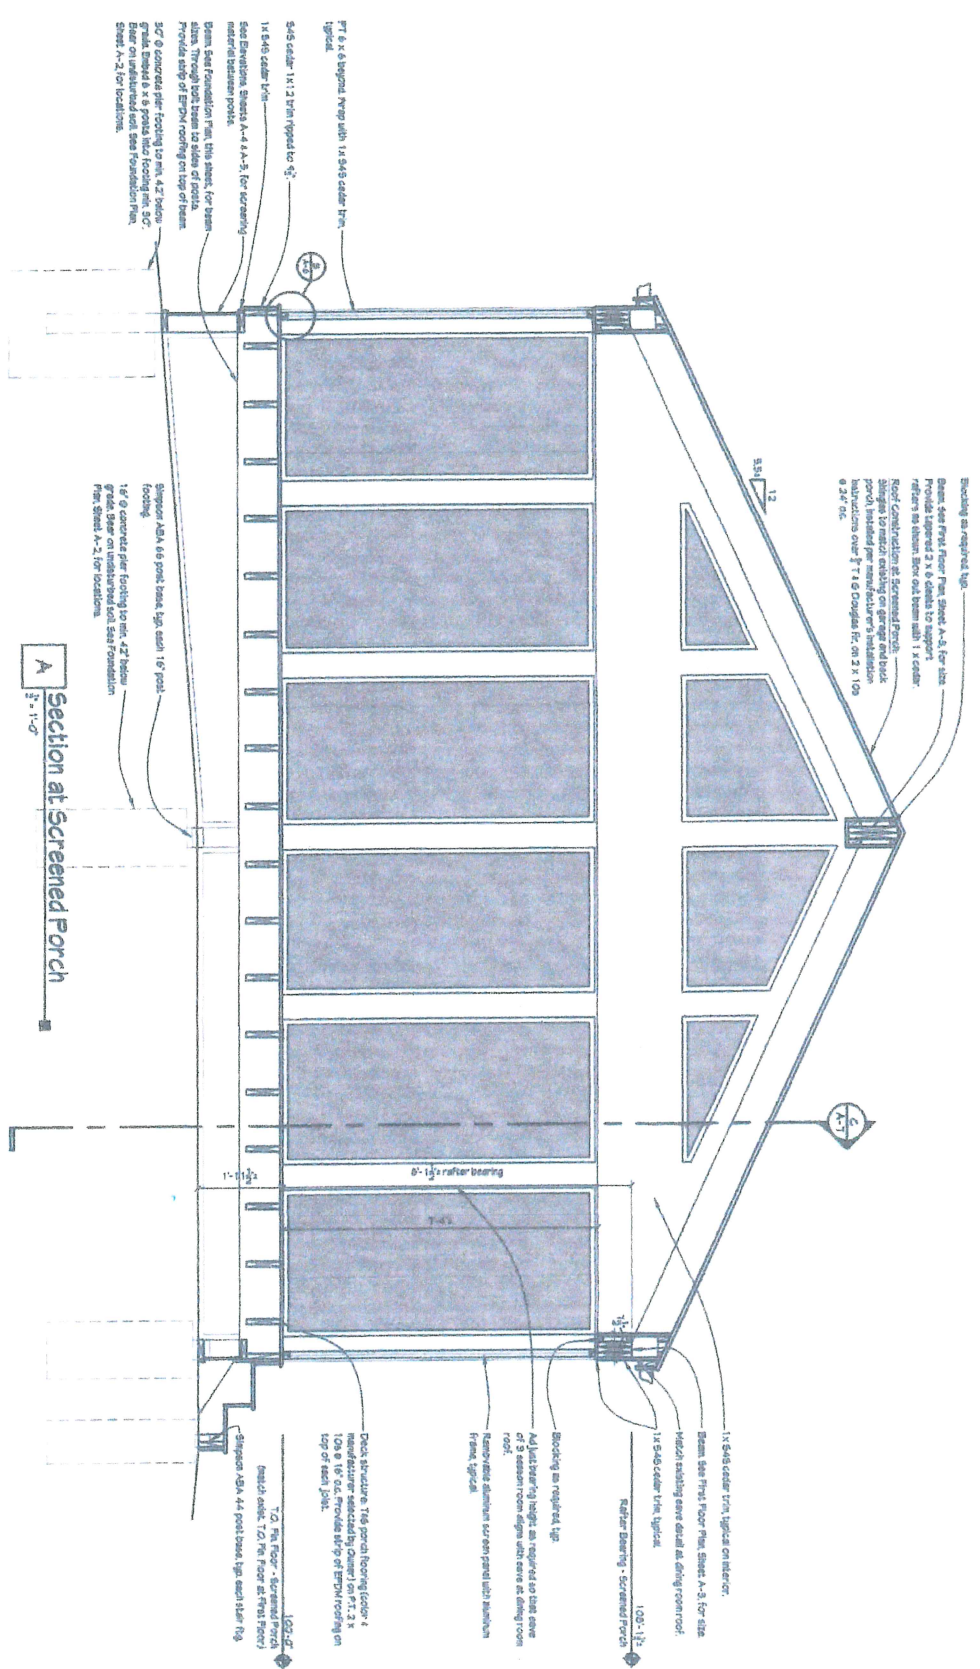 Blocking as required, typ.
Beam. See First Floor Plan, Sheet A-3, for size.
Provide tapered 2 x 6 cleats to support
rafters as shown. Box out beam with 1 x cedar.
Roof Construction at Screened Porch:
shingles to match existing on garage and back
porch installed per manufacturer's installation
instructions over T & G Douglas fir, on 2 x 10s
@ 24" o.c.
12
PT 6 x 6 beyond. Wrap with 1x S4S cedar trim,
typical.
S4S cedar 1x12 trim ripped to
1x S4S cedar trim
See Elevations, Sheets A-4 & A-5, for screening
material between posts.
Beam. See Foundation Plan, this sheet, for beam
sizes. Through bolt beam to sides of posts.
Provide strip of EPDM roofing on top of beam.
30" Ø concrete pier footing to min. 42" below
grade. Embed 6 x 6 posts into footing min. 30".
Bear on undisturbed soil. See Foundation Plan,
Sheet A-2, for locations.
A-6
Simpson ABA 66 post base, typ. each 16" post
footing.
16" Ø concrete pier footing to min. 42" below
grade. Bear on undisturbed soil. See Foundation
Plan, Sheet A-2, for locations.
A
Section at Screened Porch
= 1'-0"
C
A-7
rafter bearing
1x S4S cedar trim, typical on interior.
Beam. See First Floor Plan, Sheet A-3, for size.
Match existing eave detail at dining room roof.
1x S4S cedar trim, typical.
Rafter Bearing - Screened Porch
Blocking as required, typ.
Adjust bearing height as required so that eave
of 3 season room aligns with eave at dining room
roof.
Removable aluminum screen panel with aluminum
frame, typical.
Deck structure: T&G porch flooring (color &
manufacturer selected by Owner) on P.T. 2 x
10s @ 16" o.c. Provide strip of EPDM roofing on
top of each joist.
T.O. Fin Floor - Screened Porch
(match exist. T.O. Fin Floor at First Floor)
100'-0"
Simpson ABA 44 post base, typ. each stair ftg.